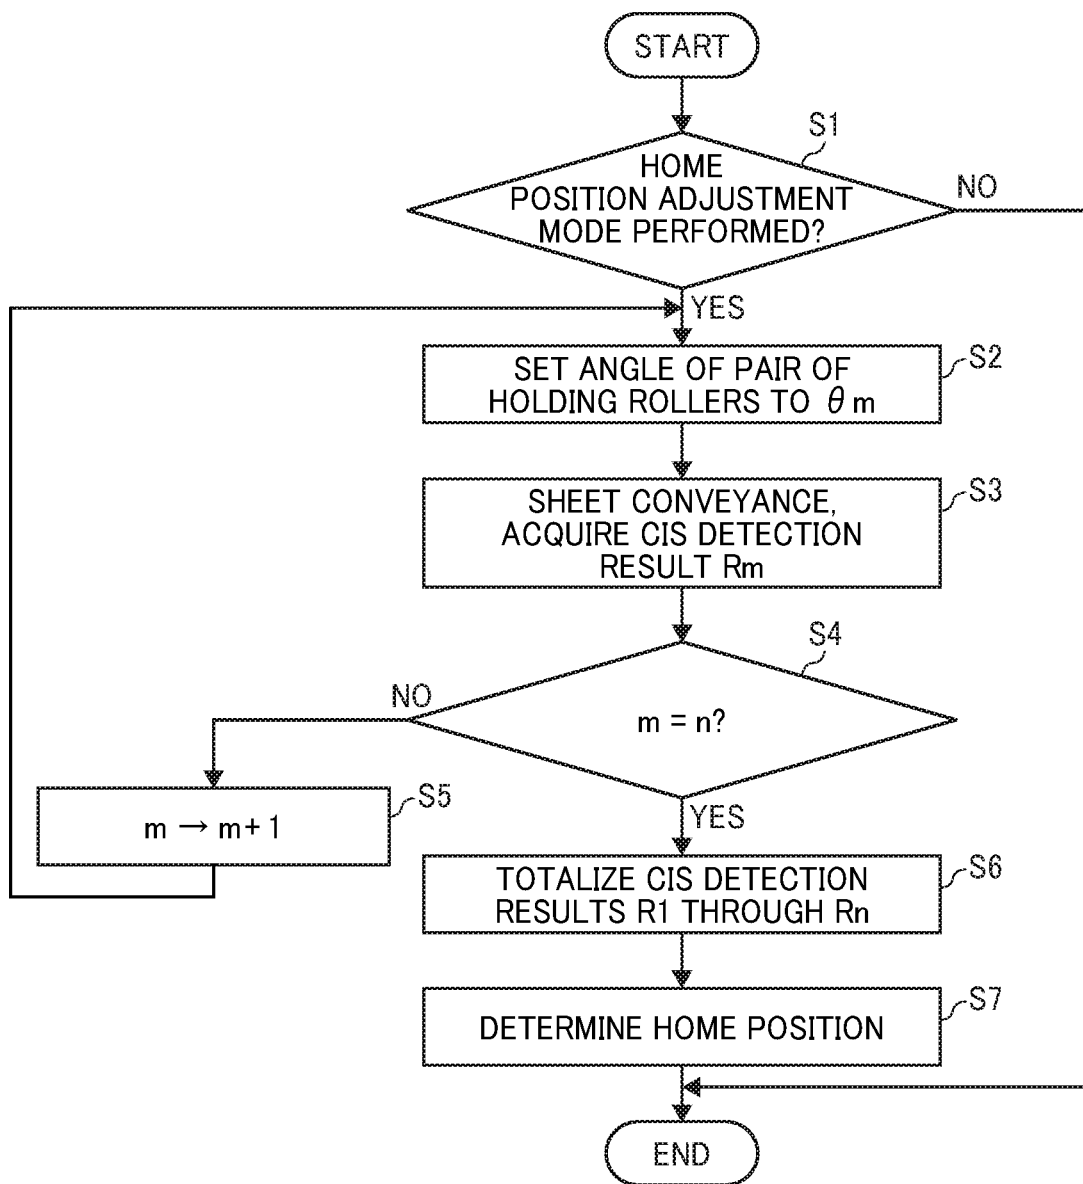 START
S1
HOME
POSITION ADJUSTMENT
MODE PERFORMED?
NO
YES
S2
SET ANGLE OF PAIR OF
HOLDING ROLLERS TO θm
S3
SHEET CONVEYANCE,
ACQUIRE CIS DETECTION
RESULT Rm
S4
NO
m = n?
S5
m → m+1
YES
S6
TOTALIZE CIS DETECTION
RESULTS R1 THROUGH Rn
S7
DETERMINE HOME POSITION
END